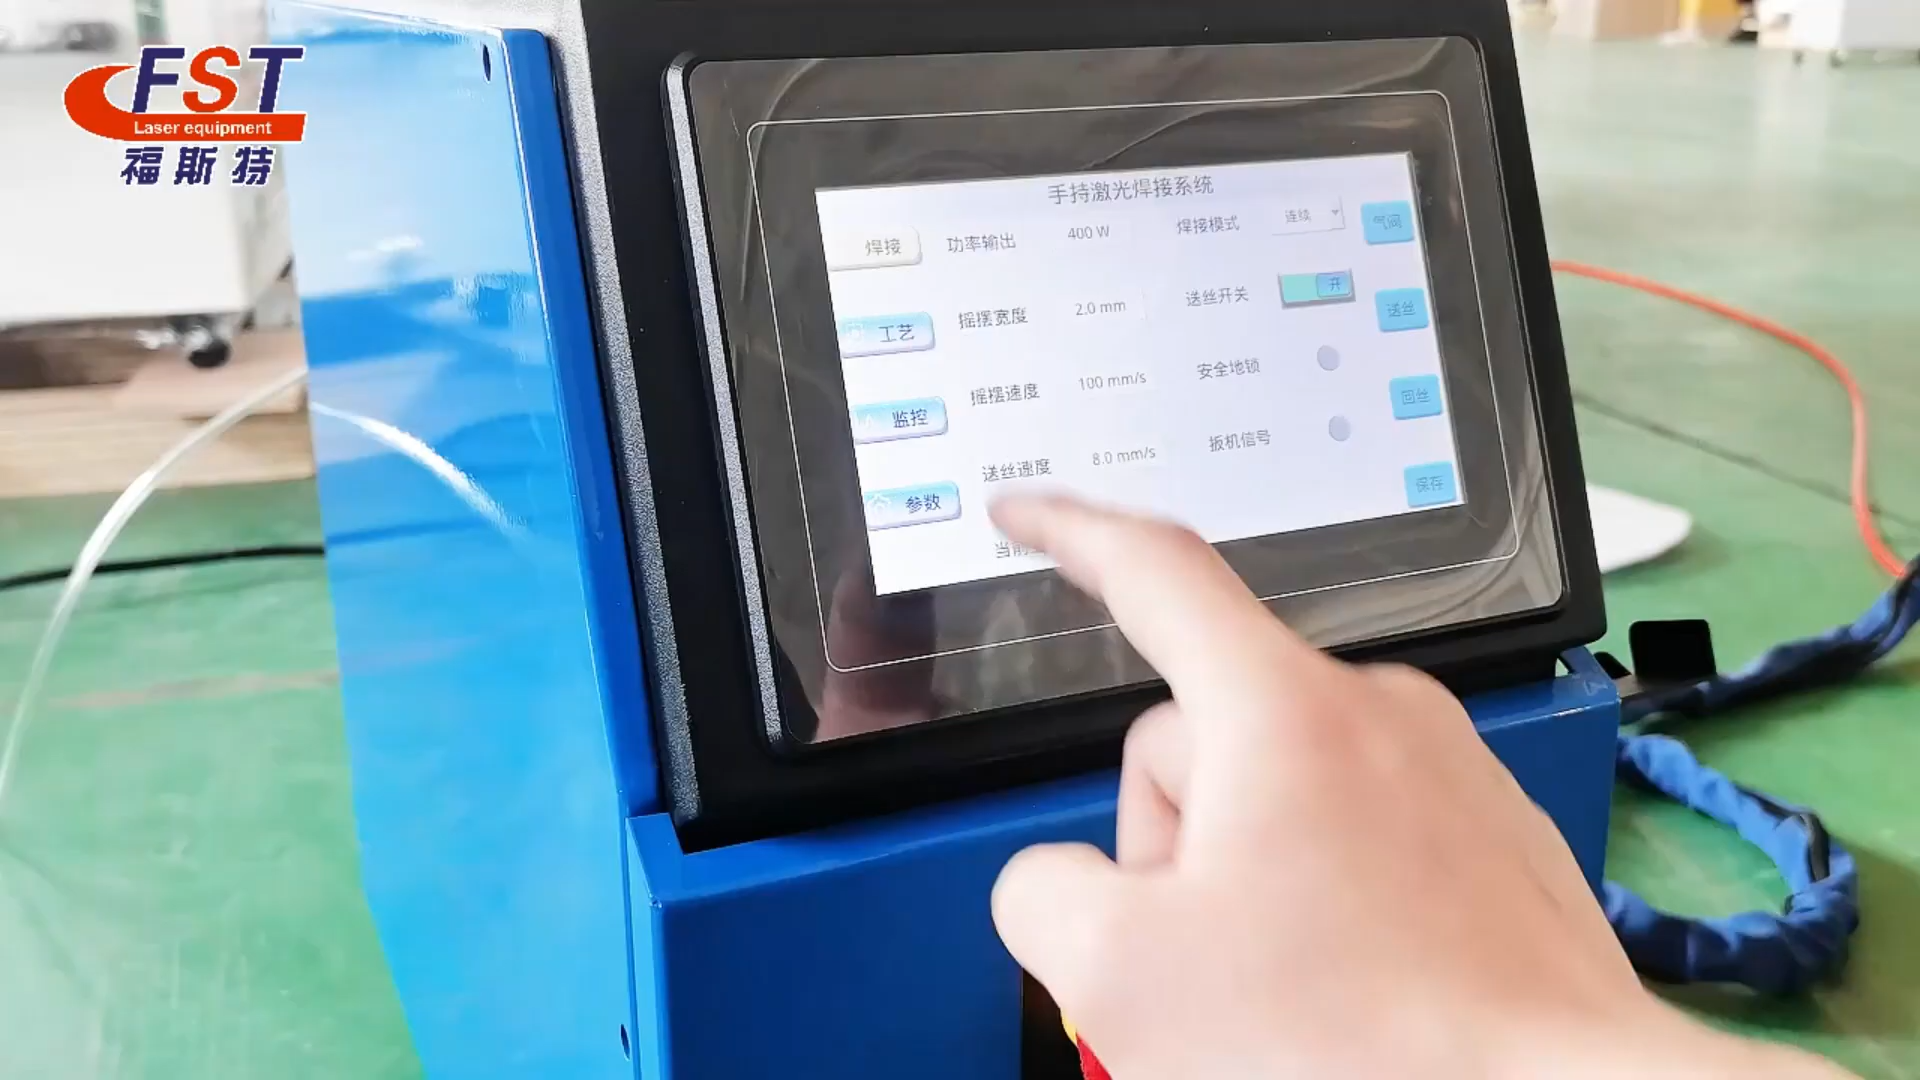 FST
Laser equipment
福斯特
手持激光焊接系统
焊接 功率输出 400 W 焊接模式 连续 气阀
工艺 摇摆宽度 2.0 mm 送丝开关 开 送丝
监控 摇摆速度 100 mm/s 安全地锁 回丝
参数 送丝速度 8.0 mm/s 扳机信号 保存
当前